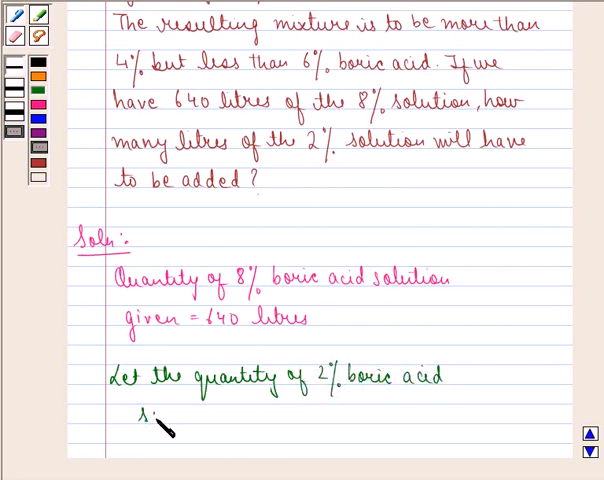 The resulting mixture is to be more than
4% but less than 6% boric acid. If we
have 640 litres of the 8% solution, how
many litres of the 2% solution will have
to be added?
Soln:
Quantity of 8% boric acid solution
given = 640 litres
Let the quantity of 2% boric acid
s